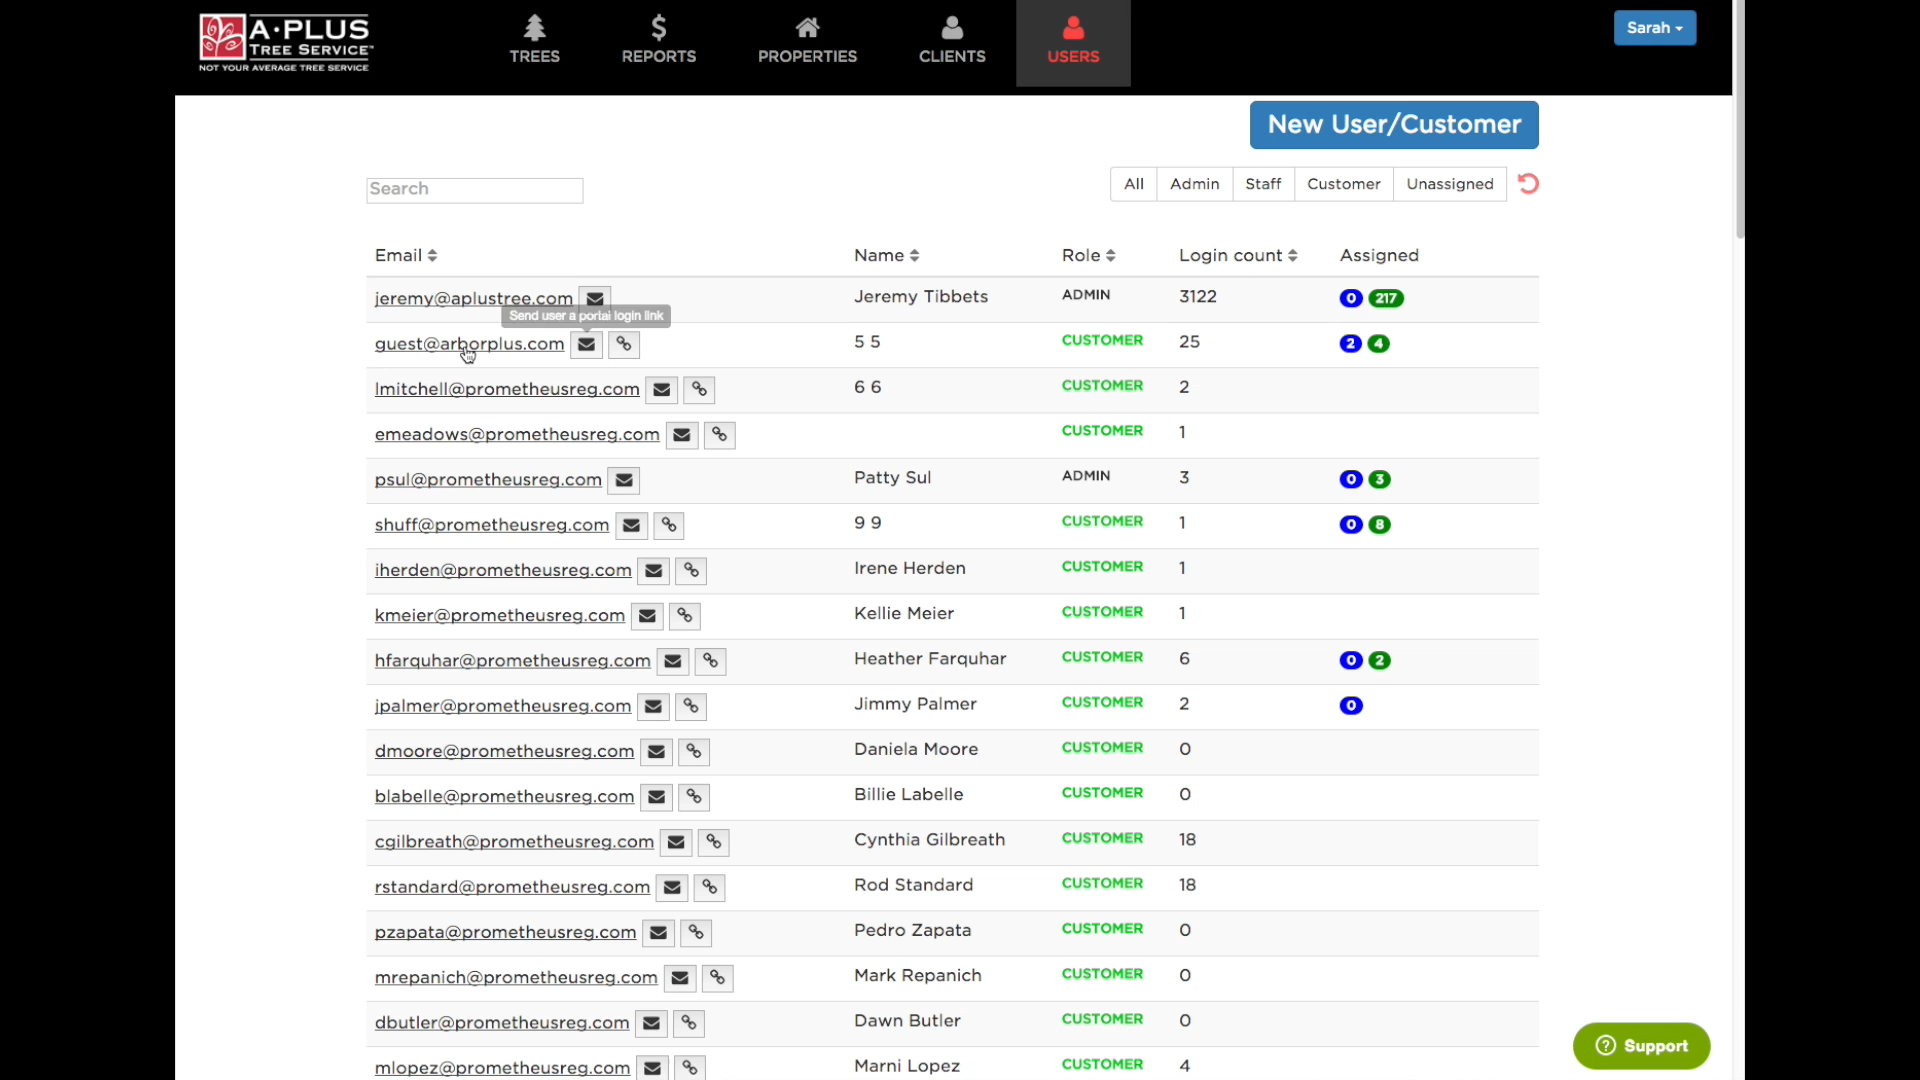 A·PLUS
TREE SERVICE
NOT YOUR AVERAGE TREE SERVICE
TREES
REPORTS
PROPERTIES
CLIENTS
USERS
Sarah
New User/Customer
Search
All Admin Staff Customer Unassigned
Email Name Role Login count Assigned
jeremy@aplustree.com Jeremy Tibbets ADMIN 3122 0 217
Send user a portal login link
guest@arborplus.com 5 5 CUSTOMER 25 2 4
lmitchell@prometheusreg.com 6 6 CUSTOMER 2
emeadows@prometheusreg.com CUSTOMER 1
psul@prometheusreg.com Patty Sul ADMIN 3 0 3
shuff@prometheusreg.com 9 9 CUSTOMER 1 0 8
iherden@prometheusreg.com Irene Herden CUSTOMER 1
kmeier@prometheusreg.com Kellie Meier CUSTOMER 1
hfarquhar@prometheusreg.com Heather Farquhar CUSTOMER 6 0 2
jpalmer@prometheusreg.com Jimmy Palmer CUSTOMER 2 0
dmoore@prometheusreg.com Daniela Moore CUSTOMER 0
blabelle@prometheusreg.com Billie Labelle CUSTOMER 0
cgilbreath@prometheusreg.com Cynthia Gilbreath CUSTOMER 18
rstandard@prometheusreg.com Rod Standard CUSTOMER 18
pzapata@prometheusreg.com Pedro Zapata CUSTOMER 0
mrepanich@prometheusreg.com Mark Repanich CUSTOMER 0
dbutler@prometheusreg.com Dawn Butler CUSTOMER 0
mlopez@prometheusreg.com Marni Lopez CUSTOMER 4
Support